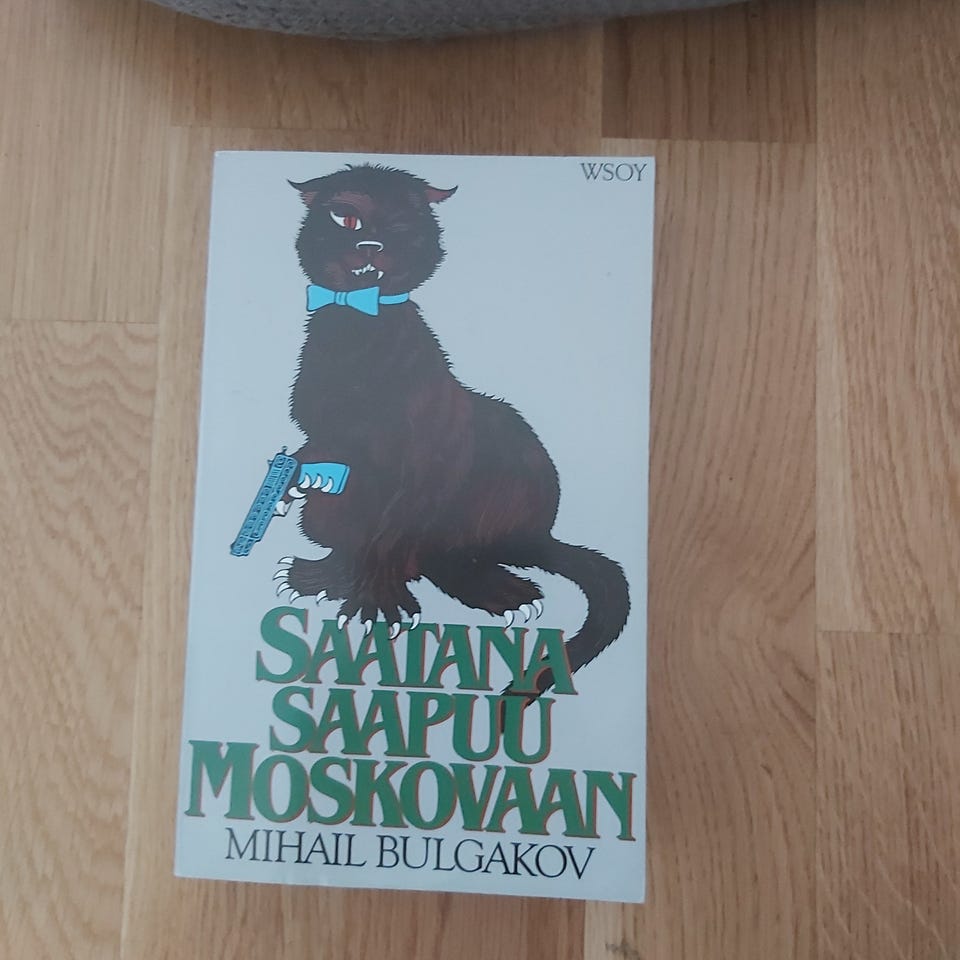 WSOY
SAATANA
SAAPUU
MOSKOVAAN
MIHAIL BULGAKOV